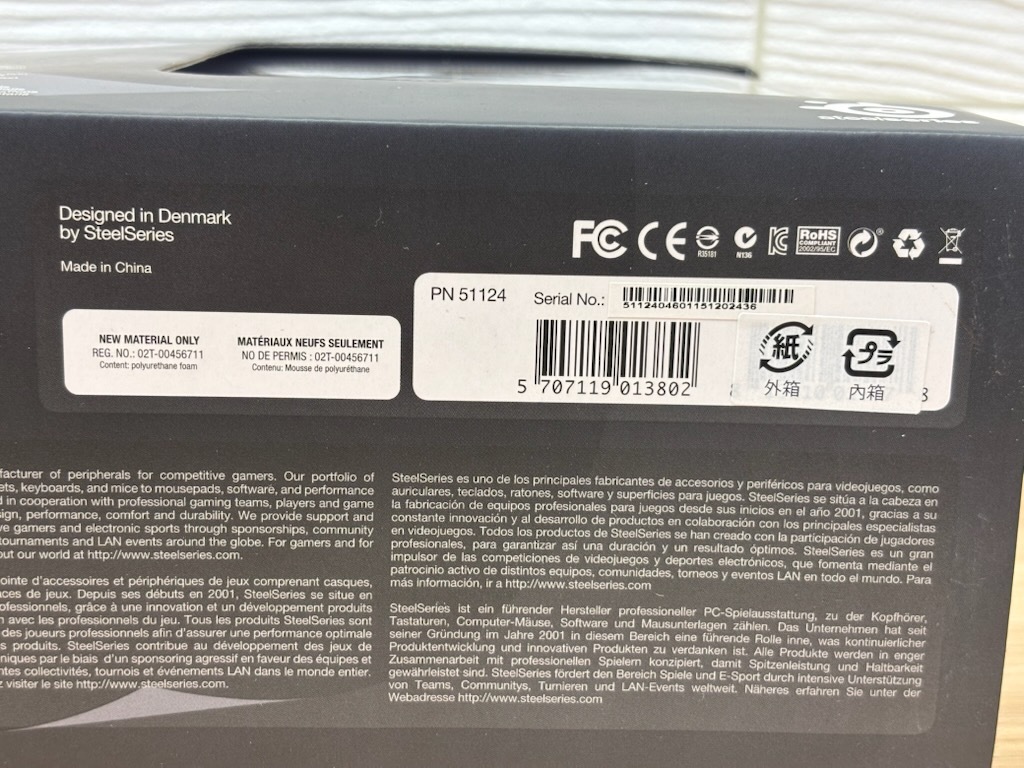 steelseries
Designed in Denmark
by SteelSeries
Made in China
FC CE R35181 N136 RoHS
COMPLIANT
2002/95/EC
PN 51124 Serial No.:
5112404601151202436
5 707119 013802
紙
外箱
プラ
內箱
8
NEW MATERIAL ONLY
REG. NO.: 02T-00456711
Content: polyurethane foam
MATÉRIAUX NEUFS SEULEMENT
NO DE PERMIS : 02T-00456711
Contenu: Mousse de polyuréthane
facturer of peripherals for competitive gamers. Our portfolio of
ets, keyboards, and mice to mousepads, software, and performance
d in cooperation with professional gaming teams, players and game
sign, performance, comfort and durability. We provide support and
ve gamers and electronic sports through sponsorships, community
tournaments and LAN events around the globe. For gamers and for
out our world at http://www.steelseries.com.
ointe d'accessoires et périphériques de jeux comprenant casques,
aces de jeux. Depuis ses débuts en 2001, SteelSeries se situe en
ofessionnels, grâce à une innovation et un développement produits
n avec les professionnels du jeu. Tous les produits SteelSeries sont
des joueurs professionnels afin d'assurer une performance optimale
s produits. SteelSeries contribue au développement des jeux de
niques par le biais d'un sponsoring agressif en faveur des équipes et
ntes collectivités, tournois et événements LAN dans le monde entier.
z visiter le site http://www.steelseries.com.
SteelSeries es uno de los principales fabricantes de accesorios y periféricos para videojuegos, como
auriculares, teclados, ratones, software y superficies para juegos. SteelSeries se sitúa a la cabeza en
la fabricación de equipos profesionales para juegos desde sus inicios en el año 2001, gracias a su
constante innovación y al desarrollo de productos en colaboración con los principales especialistas
en videojuegos. Todos los productos de SteelSeries se han creado con la participación de jugadores
profesionales, para garantizar así una duración y un resultado óptimos. SteelSeries es un gran
impulsor de las competiciones de videojuegos y deportes electrónicos, que fomenta mediante el
patrocinio activo de distintos equipos, comunidades, torneos y eventos LAN en todo el mundo. Para
más información, ir a http://www.steelseries.com
SteelSeries ist ein führender Hersteller professioneller PC-Spielausstattung, zu der Kopfhörer,
Tastaturen, Computer-Mäuse, Software und Mausunterlagen zählen. Das Unternehmen hat seit
seiner Gründung im Jahre 2001 in diesem Bereich eine führende Rolle inne, was kontinuierlicher
Produktentwicklung und innovativen Produkten zu verdanken ist. Alle Produkte werden in enger
Zusammenarbeit mit professionellen Spielern konzipiert, damit Spitzenleistung und Haltbarkeit
gewährleistet sind. SteelSeries fördert den Bereich Spiele und E-Sport durch intensive Unterstützung
von Teams, Communitys, Turnieren und LAN-Events weltweit. Näheres erfahren Sie unter der
Webadresse http://www.steelseries.com